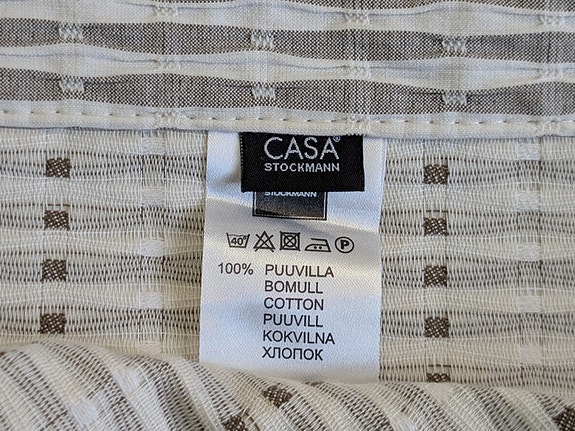 CASA®
STOCKMANN
STOCKMANN
40° P
100% PUUVILLA
BOMULL
COTTON
PUUVILL
KOKVILNA
ХЛОПОК